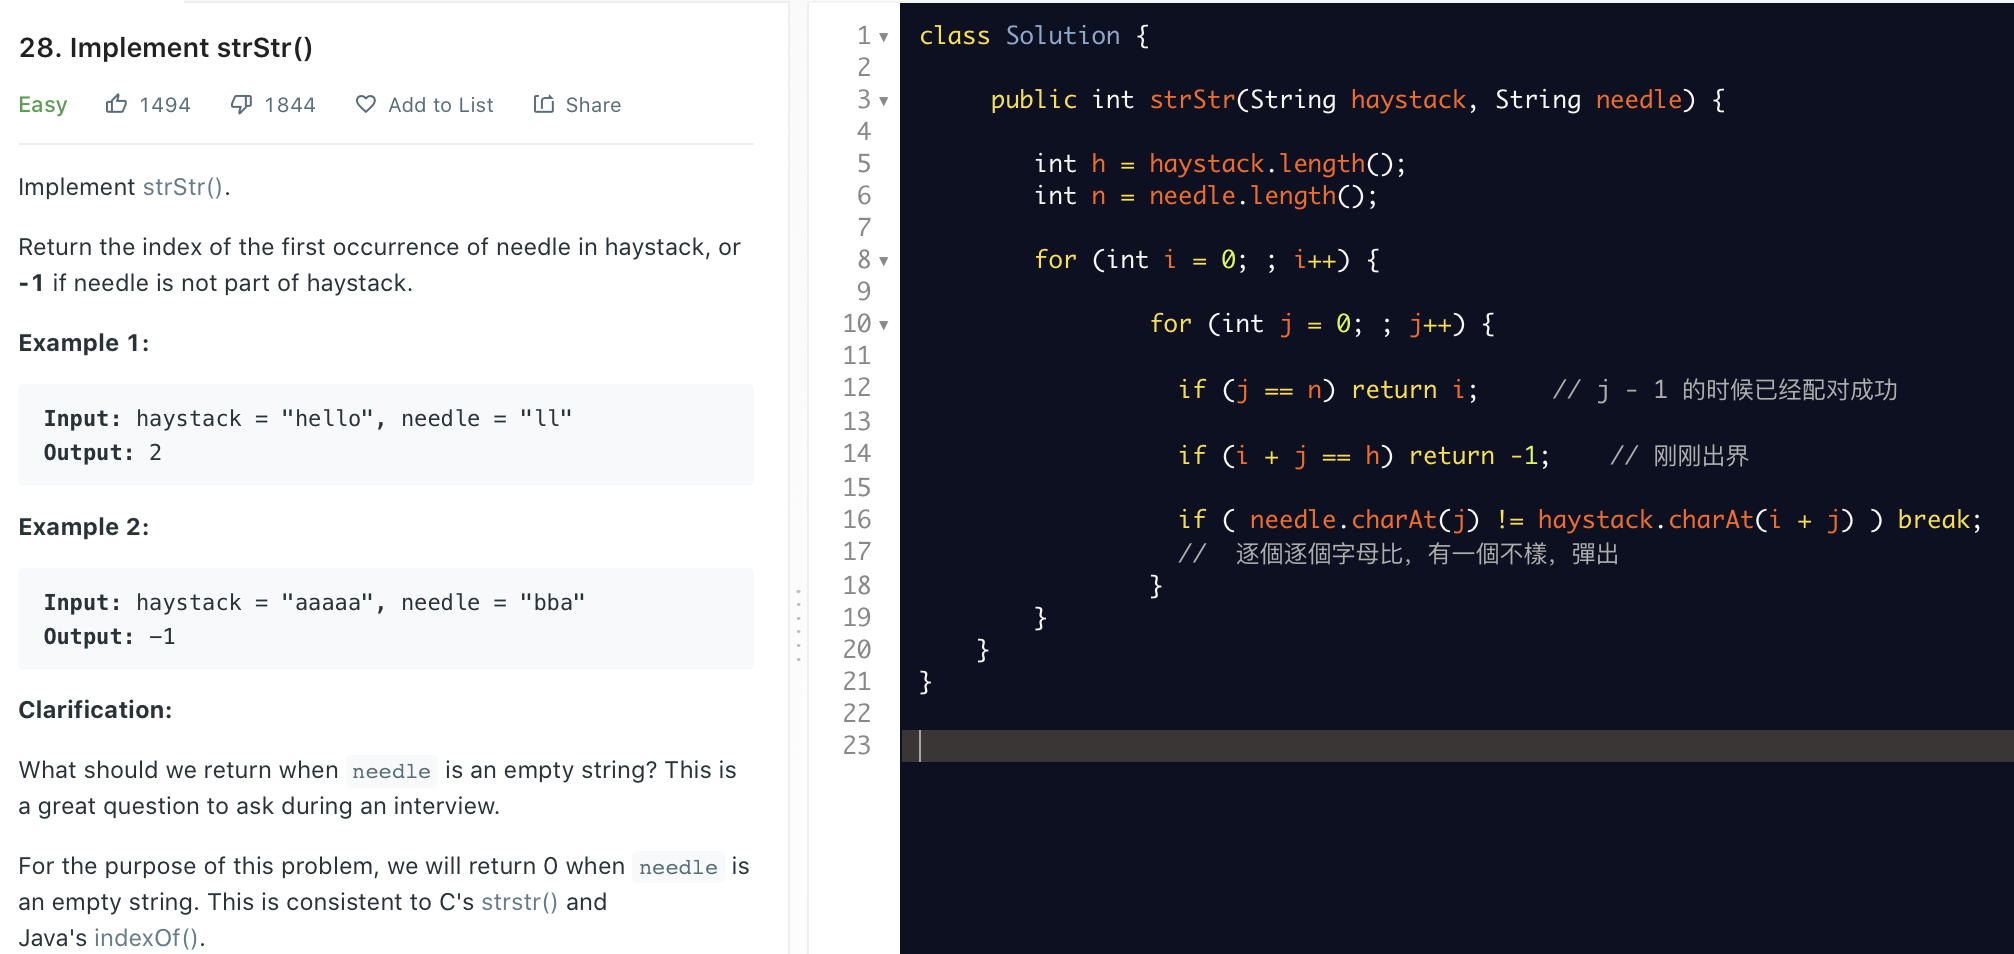 28. Implement strStr()
Easy 1494 1844 Add to List Share
Implement strStr().
Return the index of the first occurrence of needle in haystack, or
-1 if needle is not part of haystack.
Example 1:
Input: haystack = "hello", needle = "ll"
Output: 2
Example 2:
Input: haystack = "aaaaa", needle = "bba"
Output: -1
Clarification:
What should we return when needle is an empty string? This is
a great question to ask during an interview.
For the purpose of this problem, we will return 0 when needle is
an empty string. This is consistent to C's strstr() and
Java's indexOf().
1 class Solution {
2
3 public int strStr(String haystack, String needle) {
4
5 int h = haystack.length();
6 int n = needle.length();
7
8 for (int i = 0; ; i++) {
9
10 for (int j = 0; ; j++) {
11
12 if (j == n) return i; // j - 1 的时候已经配对成功
13
14 if (i + j == h) return -1; // 刚刚出界
15
16 if ( needle.charAt(j) != haystack.charAt(i + j) ) break;
17 // 逐個逐個字母比，有一個不樣，彈出
18 }
19 }
20 }
21 }
22
23